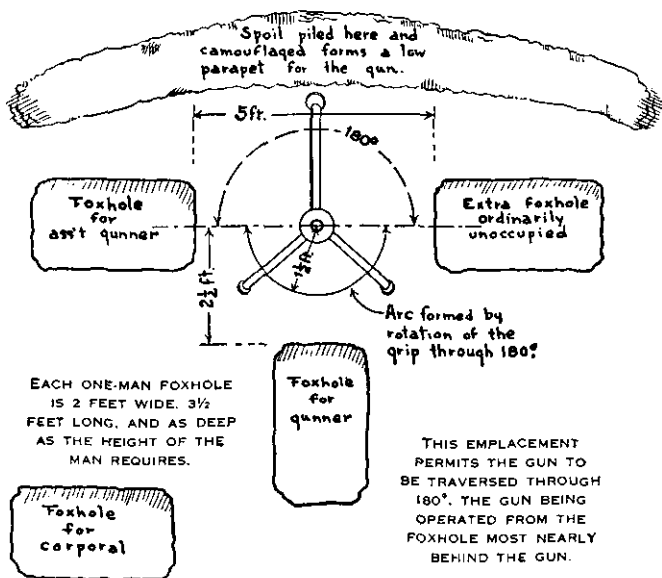 Spoil piled here and
camouflaged forms a low
parapet for the gun.
5ft.
180°
Foxhole
for
ass't gunner
Extra foxhole
ordinarily
unoccupied
1½ft.
2½ft.
Arc formed by
rotation of the
grip through 180°.
Foxhole
for
gunner
EACH ONE-MAN FOXHOLE
IS 2 FEET WIDE, 3½
FEET LONG, AND AS DEEP
AS THE HEIGHT OF THE
MAN REQUIRES.
THIS EMPLACEMENT
PERMITS THE GUN TO
BE TRAVERSED THROUGH
180°, THE GUN BEING
OPERATED FROM THE
FOXHOLE MOST NEARLY
BEHIND THE GUN.
Foxhole
for
corporal